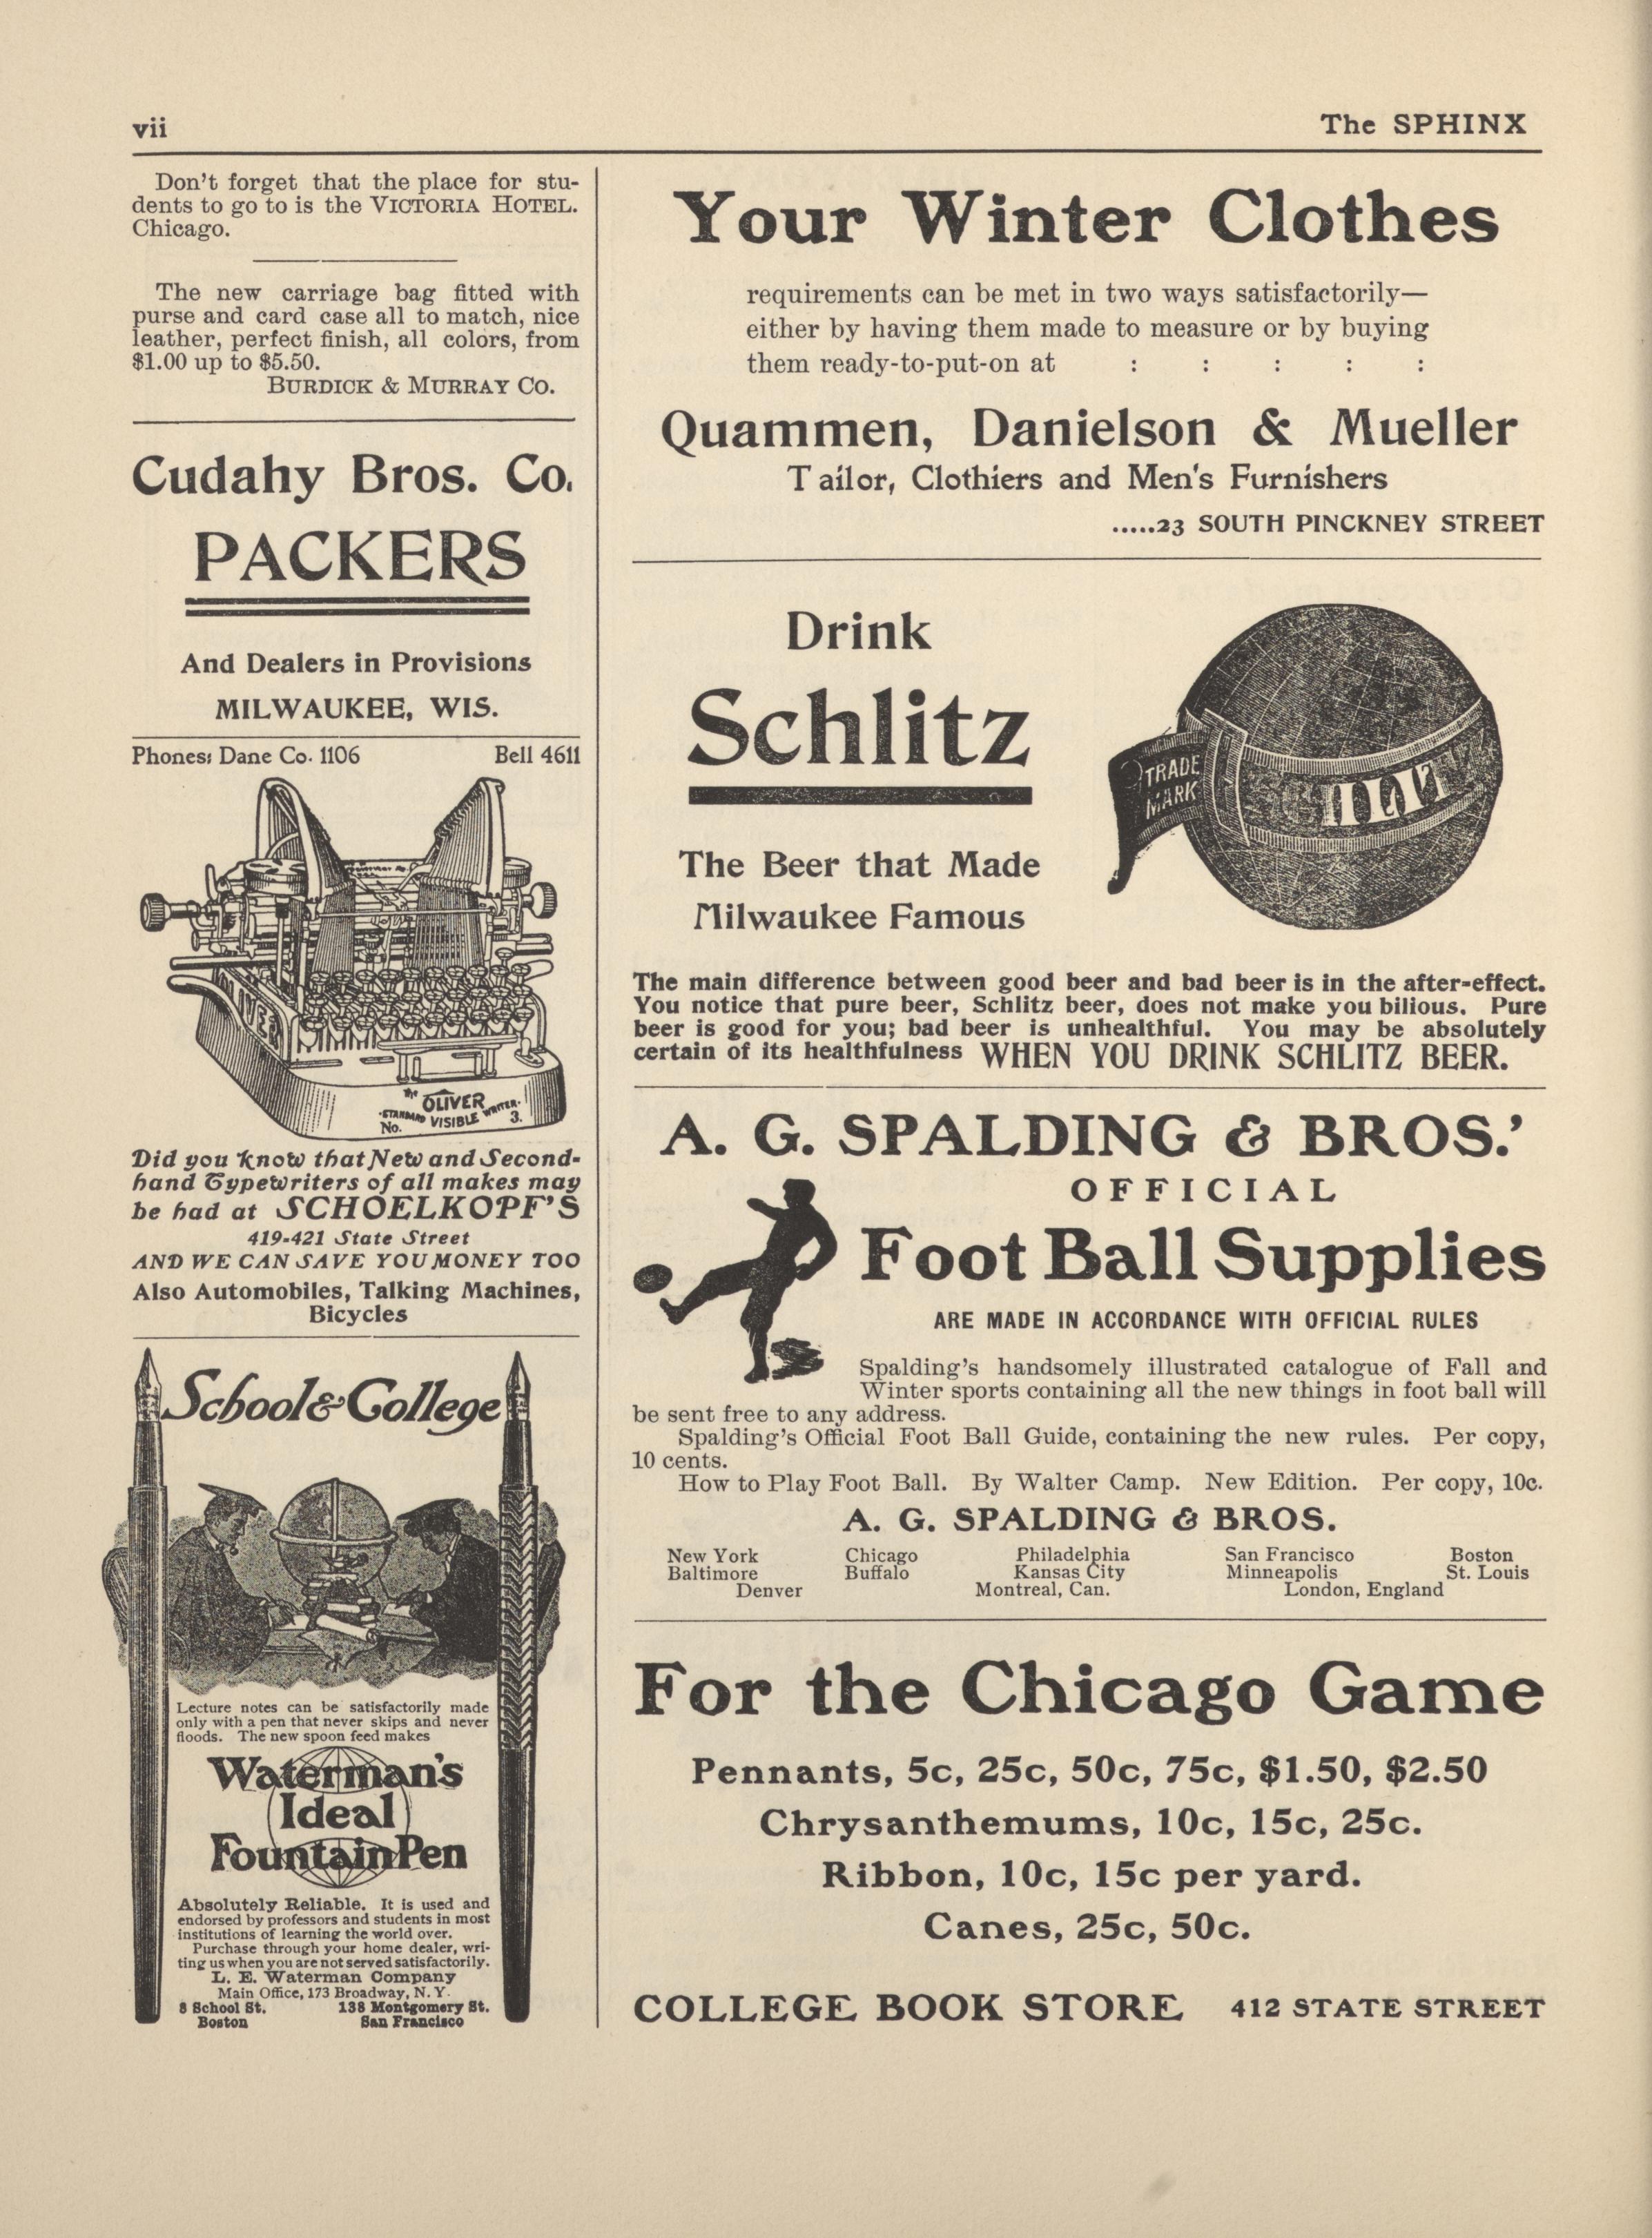 vii
The SPHINX
Don't forget that the place for stu-
dents to go to is the VICTORIA HOTEL.
Chicago.
The new carriage bag fitted with
purse and card case all to match, nice
leather, perfect finish, all colors, from
$1.00 up to $5.50.
BURDICK & MURRAY CO.
Cudahy Bros. Co.
PACKERS
And Dealers in Provisions
MILWAUKEE, WIS.
Phones: Dane Co. 1106 Bell 4611
OLIVER
The OLIVER
STANDARD VISIBLE WRITER.
No. 3.
Did you know that New and Second-
hand Typewriters of all makes may
be had at SCHOELKOPF'S
419-421 State Street
AND WE CAN SAVE YOU MONEY TOO
Also Automobiles, Talking Machines,
Bicycles
School & College
Lecture notes can be satisfactorily made
only with a pen that never skips and never
floods. The new spoon feed makes
Waterman's
Ideal
Fountain Pen
Absolutely Reliable. It is used and
endorsed by professors and students in most
institutions of learning the world over.
Purchase through your home dealer, wri-
ting us when you are not served satisfactorily.
L. E. Waterman Company
Main Office, 173 Broadway, N. Y.
8 School St. 138 Montgomery St.
Boston San Francisco
Your Winter Clothes
requirements can be met in two ways satisfactorily—
either by having them made to measure or by buying
them ready-to-put-on at : : : : :
Quammen, Danielson & Mueller
Tailor, Clothiers and Men's Furnishers
.....23 SOUTH PINCKNEY STREET
Drink
Schlitz
The Beer that Made
Milwaukee Famous
TRADE
MARK
SCHLITZ
The main difference between good beer and bad beer is in the after-effect.
You notice that pure beer, Schlitz beer, does not make you bilious. Pure
beer is good for you; bad beer is unhealthful. You may be absolutely
certain of its healthfulness WHEN YOU DRINK SCHLITZ BEER.
A. G. SPALDING & BROS.'
OFFICIAL
Foot Ball Supplies
ARE MADE IN ACCORDANCE WITH OFFICIAL RULES
Spalding's handsomely illustrated catalogue of Fall and
Winter sports containing all the new things in foot ball will
be sent free to any address.
Spalding's Official Foot Ball Guide, containing the new rules. Per copy,
10 cents.
How to Play Foot Ball. By Walter Camp. New Edition. Per copy, 10c.
A. G. SPALDING & BROS.
New York Chicago Philadelphia San Francisco Boston
Baltimore Buffalo Kansas City Minneapolis St. Louis
Denver Montreal, Can. London, England
For the Chicago Game
Pennants, 5c, 25c, 50c, 75c, $1.50, $2.50
Chrysanthemums, 10c, 15c, 25c.
Ribbon, 10c, 15c per yard.
Canes, 25c, 50c.
COLLEGE BOOK STORE 412 STATE STREET